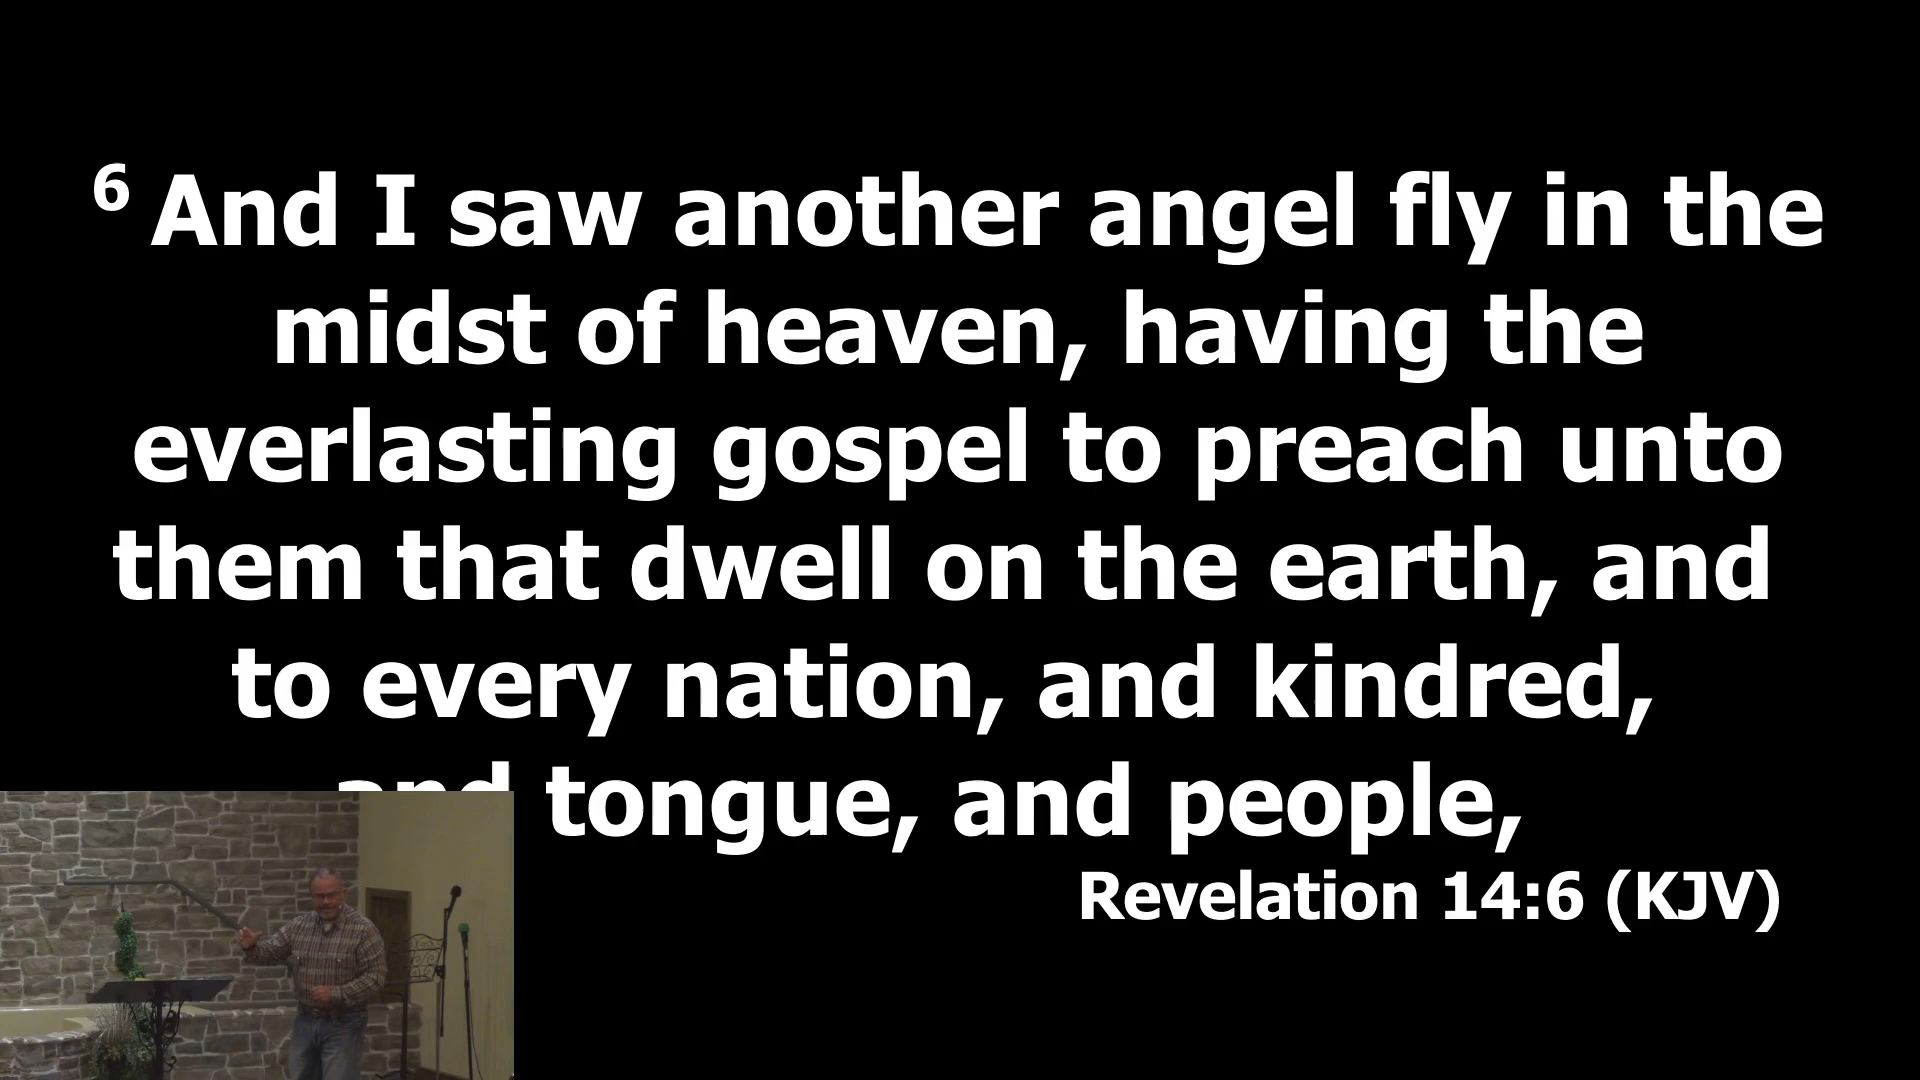 6 And I saw another angel fly in the
midst of heaven, having the
everlasting gospel to preach unto
them that dwell on the earth, and
to every nation, and kindred,
and tongue, and people,
Revelation 14:6 (KJV)